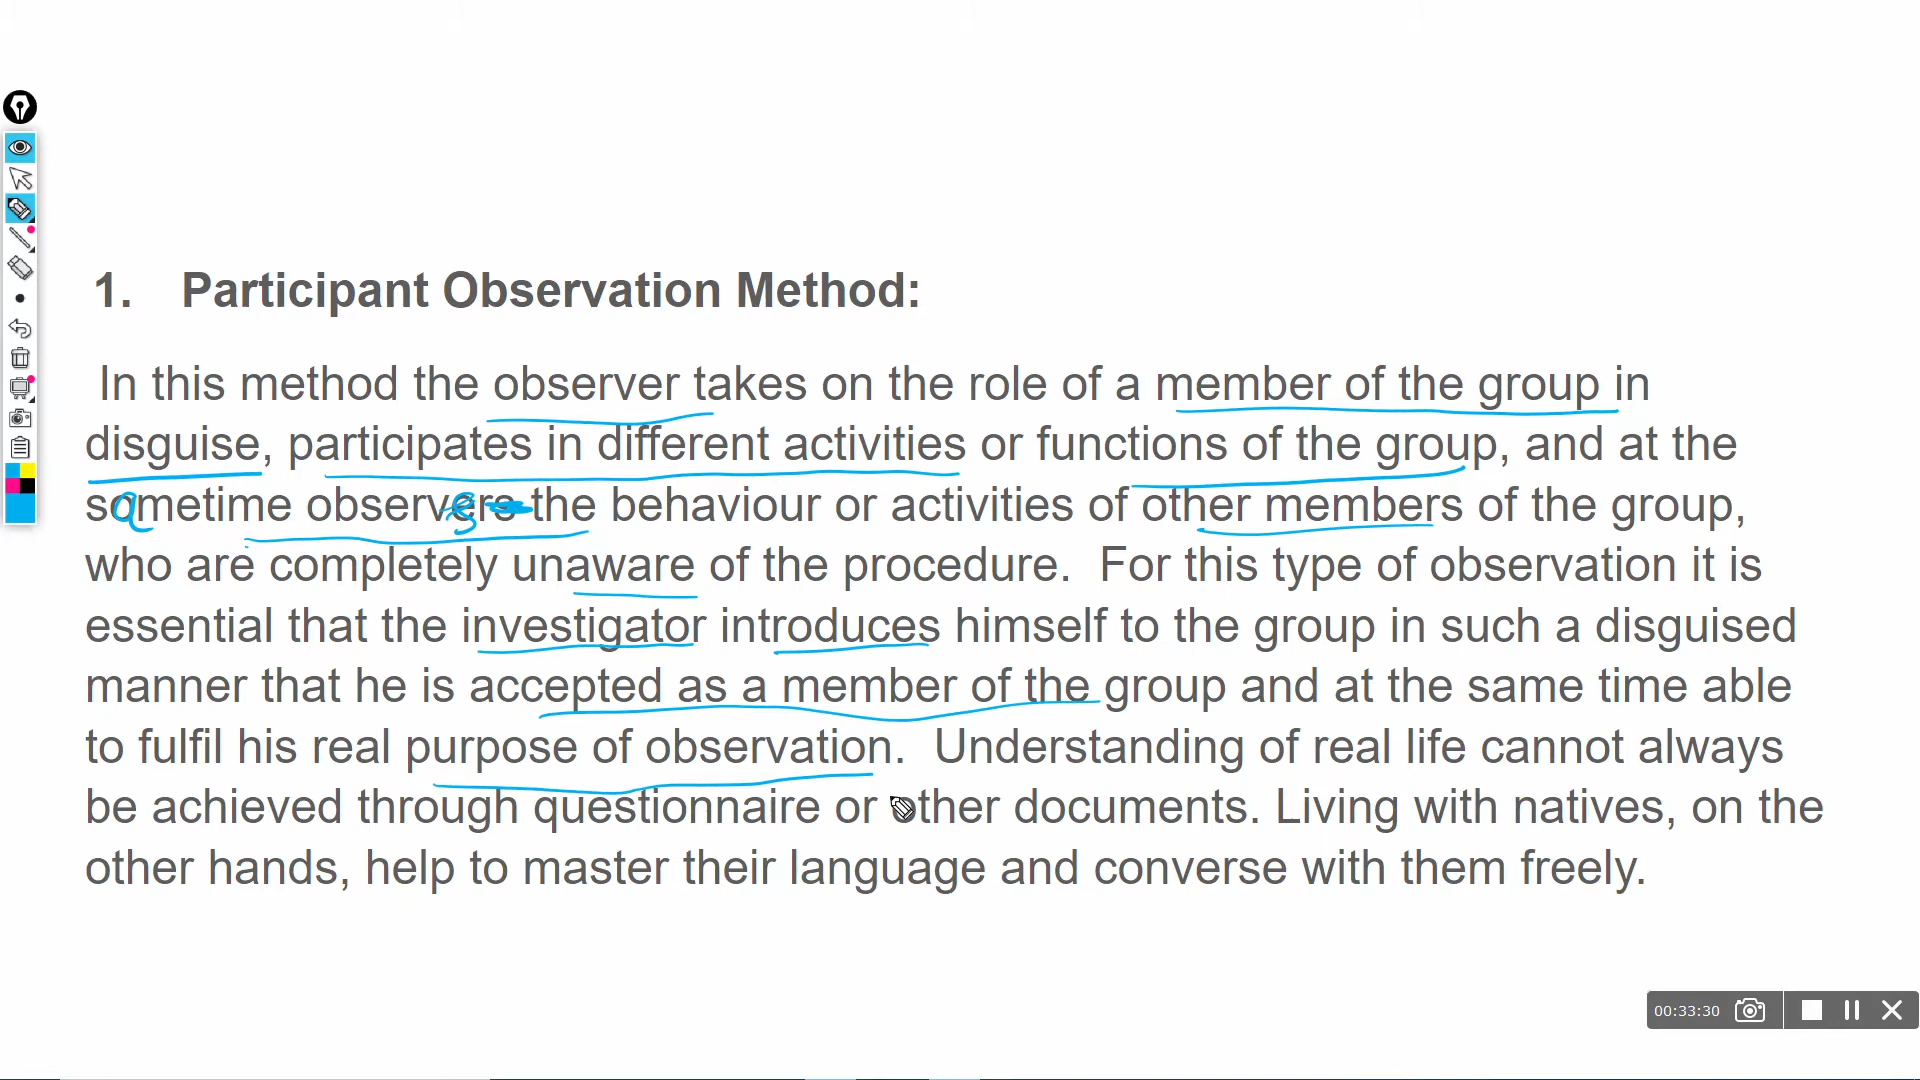 1. Participant Observation Method:
In this method the observer takes on the role of a member of the group in
disguise, participates in different activities or functions of the group, and at the
sometime observers the behaviour or activities of other members of the group,
who are completely unaware of the procedure. For this type of observation it is
essential that the investigator introduces himself to the group in such a disguised
manner that he is accepted as a member of the group and at the same time able
to fulfil his real purpose of observation. Understanding of real life cannot always
be achieved through questionnaire or other documents. Living with natives, on the
other hands, help to master their language and converse with them freely.
00:33:30